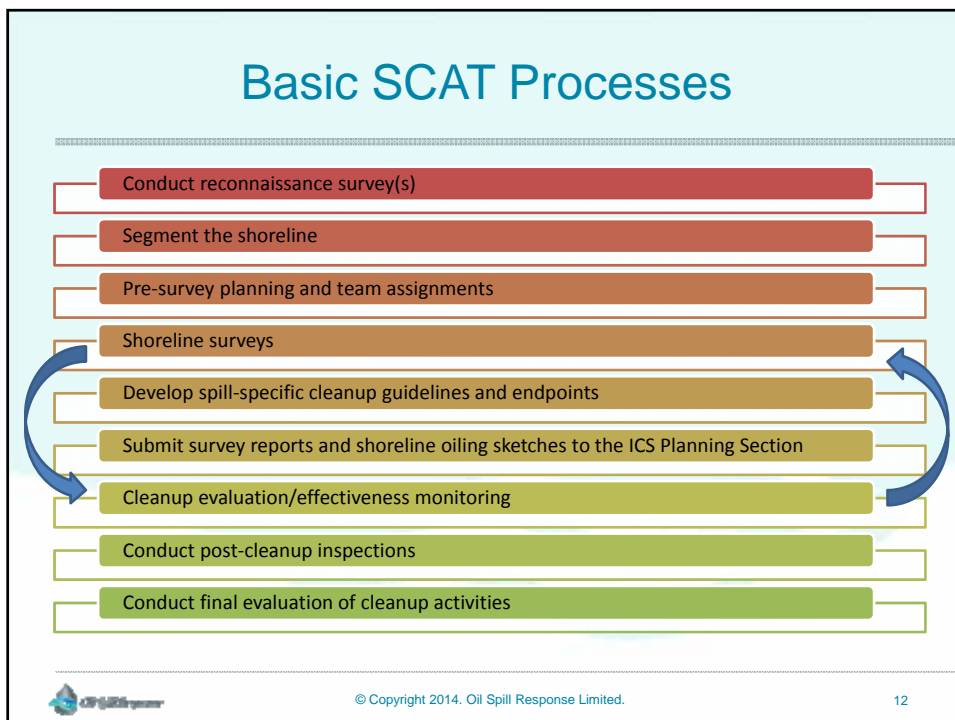 Basic SCAT Processes
Conduct reconnaissance survey(s)
Segment the shoreline
Pre-survey planning and team assignments
Shoreline surveys
Develop spill-specific cleanup guidelines and endpoints
Submit survey reports and shoreline oiling sketches to the ICS Planning Section
Cleanup evaluation/effectiveness monitoring
Conduct post-cleanup inspections
Conduct final evaluation of cleanup activities
© Copyright 2014. Oil Spill Response Limited.
12